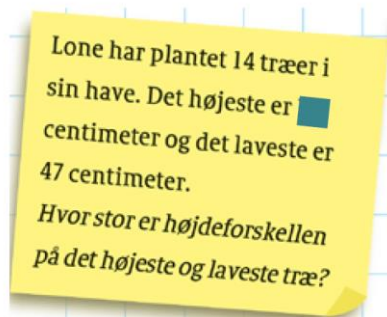 Lone har plantet 14 træer i
sin have. Det højeste er
centimeter og det laveste er
47 centimeter.
Hvor stor er højdeforskellen
på det højeste og laveste træ?